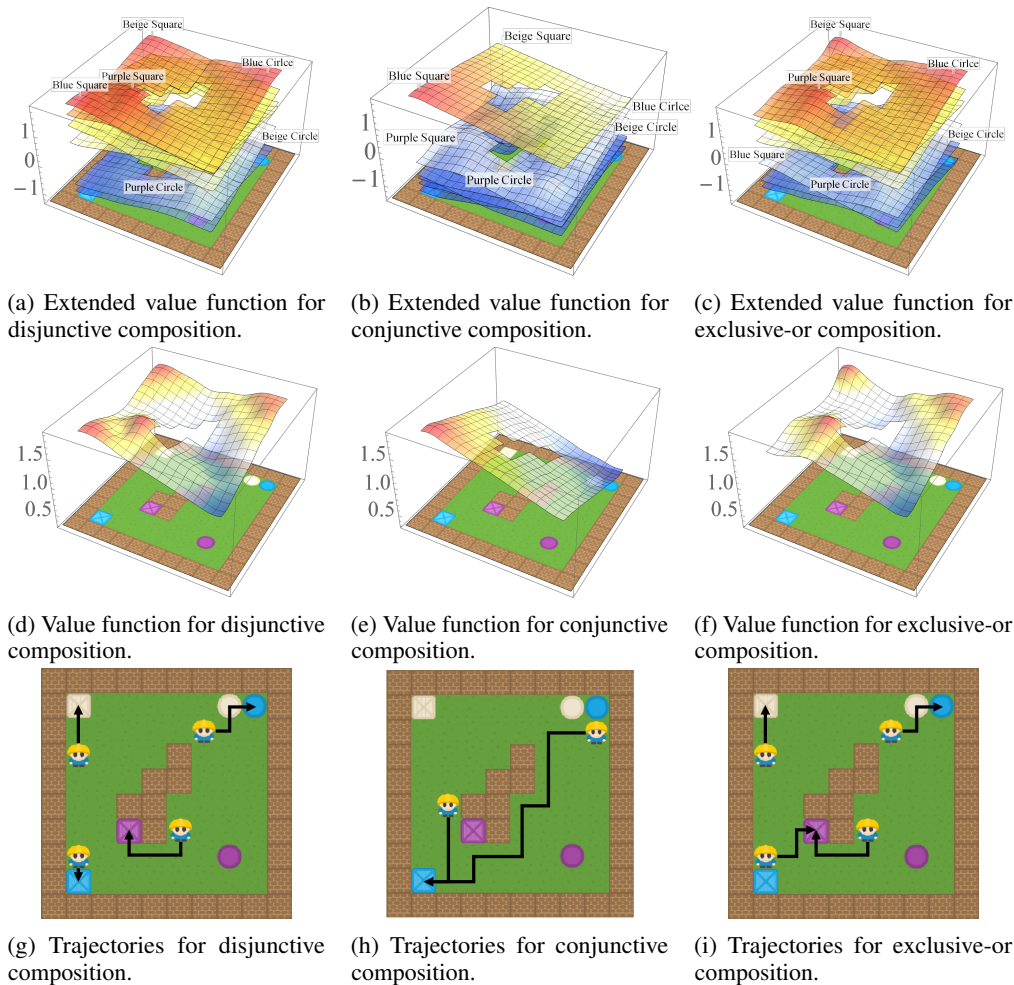 Beige Square
Purple Square
Blue Cirlce
Blue Square
Beige Circle
Purple Circle
1
0
−1
Beige Square
Blue Square
Blue Cirlce
Beige Circle
Purple Square
Purple Circle
1
0
−1
Beige Square
Blue Cirlce
Purple Square
Beige Circle
Blue Square
Purple Circle
1
0
−1
(a) Extended value function for
disjunctive composition.
(b) Extended value function for
conjunctive composition.
(c) Extended value function for
exclusive-or composition.
1.5
1.0
0.5
1.5
1.0
0.5
1.5
1.0
0.5
(d) Value function for disjunctive
composition.
(e) Value function for conjunctive
composition.
(f) Value function for exclusive-or
composition.
(g) Trajectories for disjunctive
composition.
(h) Trajectories for conjunctive
composition.
(i) Trajectories for exclusive-or
composition.